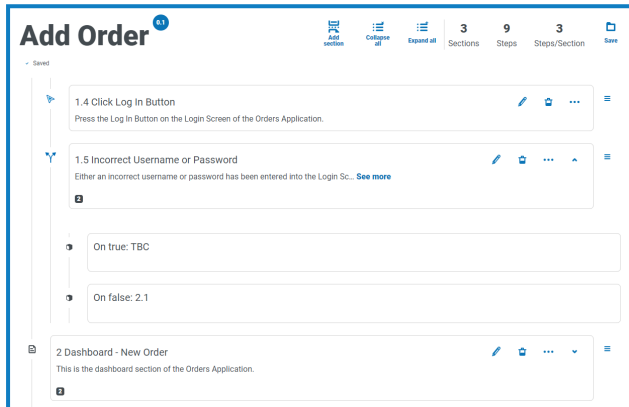 Add Order 0.1
Add section
Collapse all
Expand all
3 Sections
9 Steps
3 Steps/Section
Save
Saved
1.4 Click Log In Button
Press the Log In Button on the Login Screen of the Orders Application.
1.5 Incorrect Username or Password
Either an incorrect username or password has been entered into the Login Sc... See more
2
On true: TBC
On false: 2.1
2 Dashboard - New Order
This is the dashboard section of the Orders Application.
2